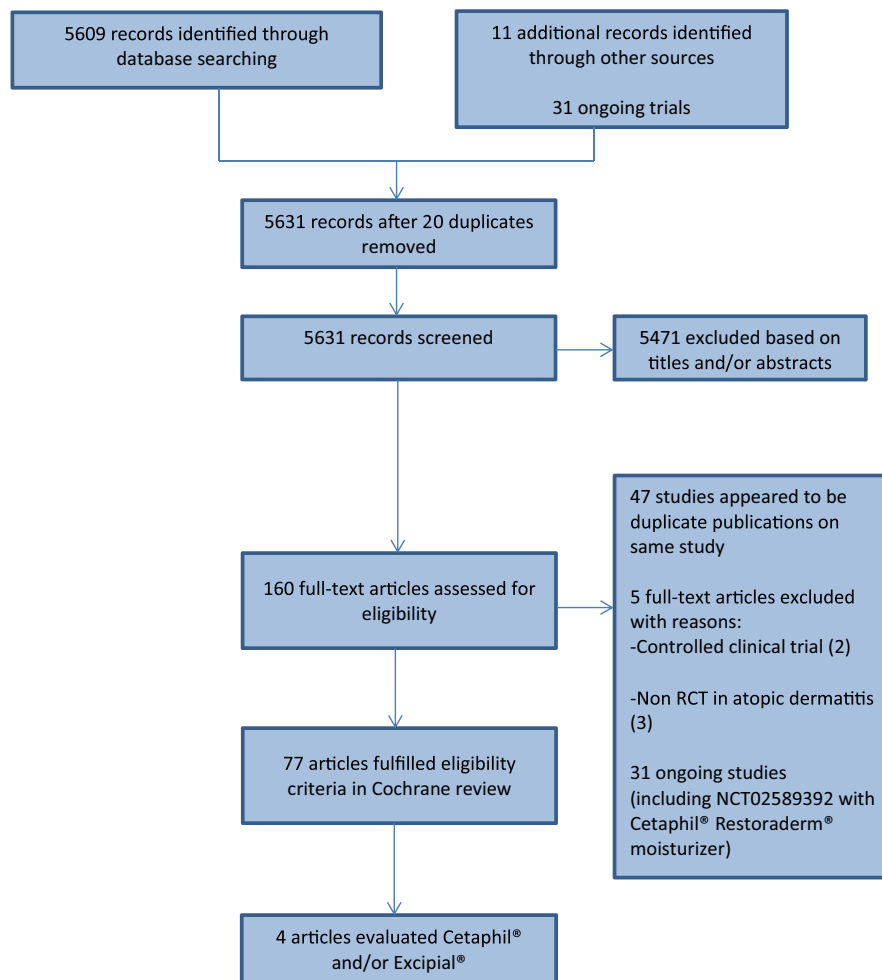 5609 records identified through
database searching
11 additional records identified
through other sources
31 ongoing trials
5631 records after 20 duplicates
removed
5631 records screened
5471 excluded based on
titles and/or abstracts
160 full-text articles assessed for
eligibility
47 studies appeared to be
duplicate publications on
same study
5 full-text articles excluded
with reasons:
-Controlled clinical trial (2)
-Non RCT in atopic dermatitis
(3)
31 ongoing studies
(including NCT02589392 with
Cetaphil® Restoraderm®
moisturizer)
77 articles fulfilled eligibility
criteria in Cochrane review
4 articles evaluated Cetaphil®
and/or Excipial®